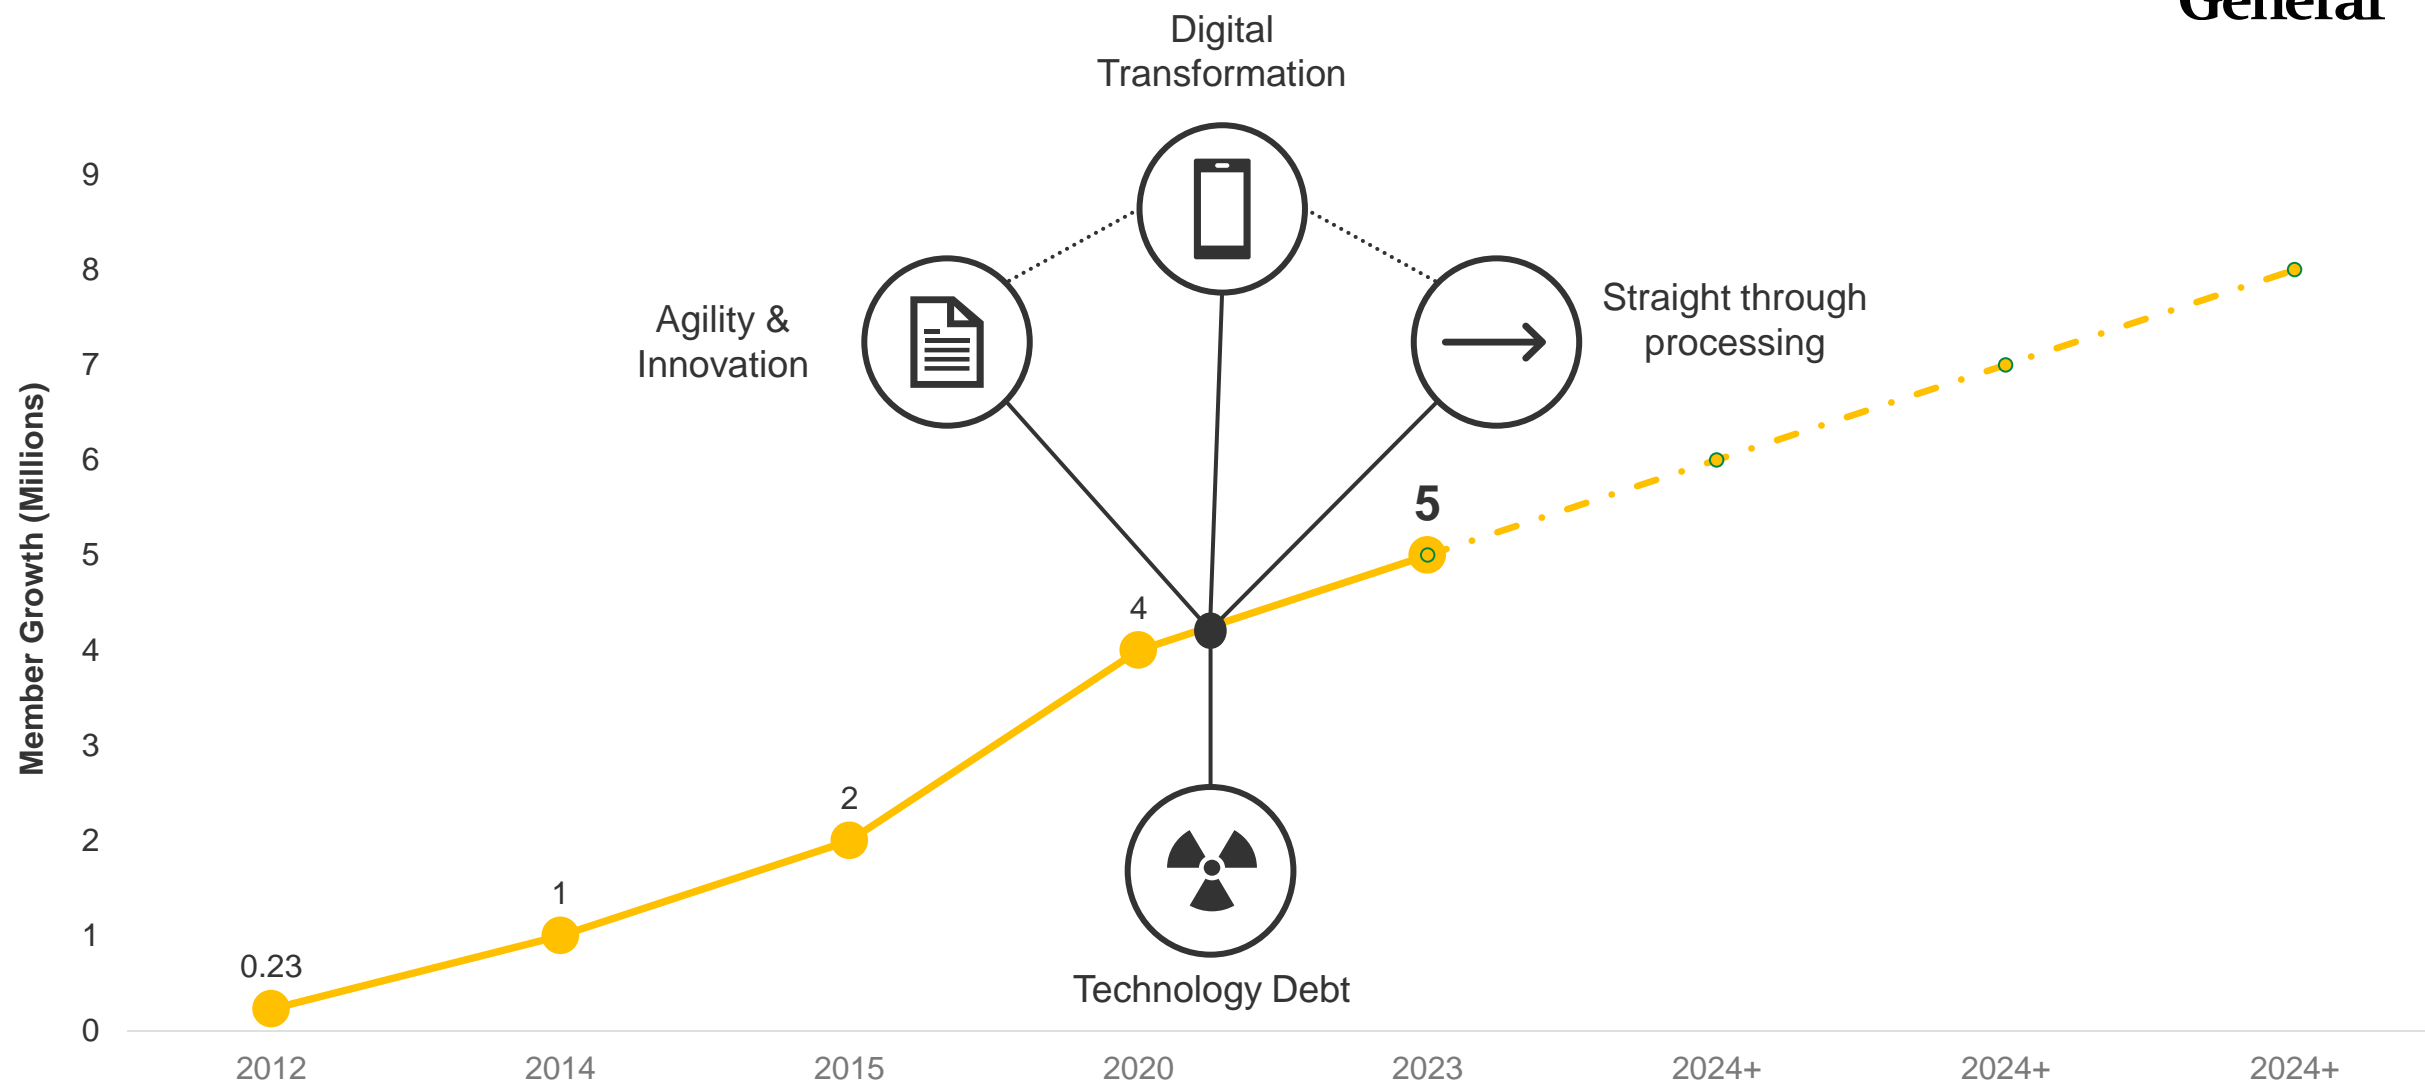 General
Digital
Transformation
Agility &
Innovation
Straight through
processing
Member Growth (Millions)
9
8
7
6
5
4
3
2
1
0
0.23
1
2
4
5
Technology Debt
2012
2014
2015
2020
2023
2024+
2024+
2024+